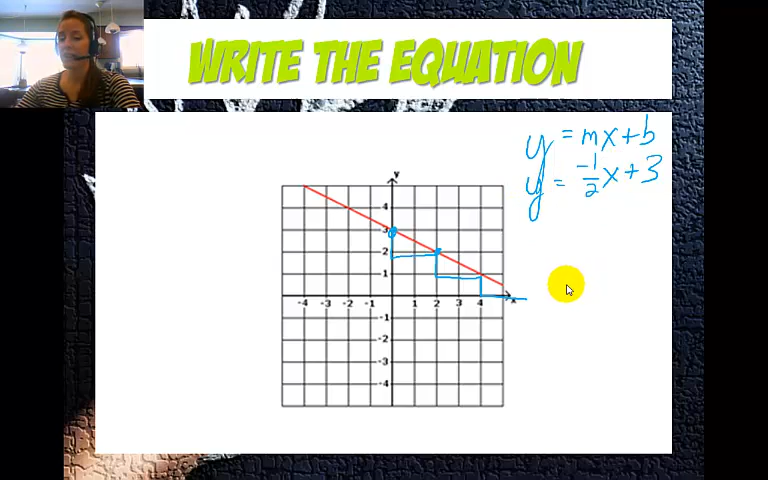 WRITE THE EQUATION
y = mx+b
y = -1/2 x+3
y
4
3
2
1
-4 -3 -2 -1 1 2 3 4 x
-1
-2
-3
-4